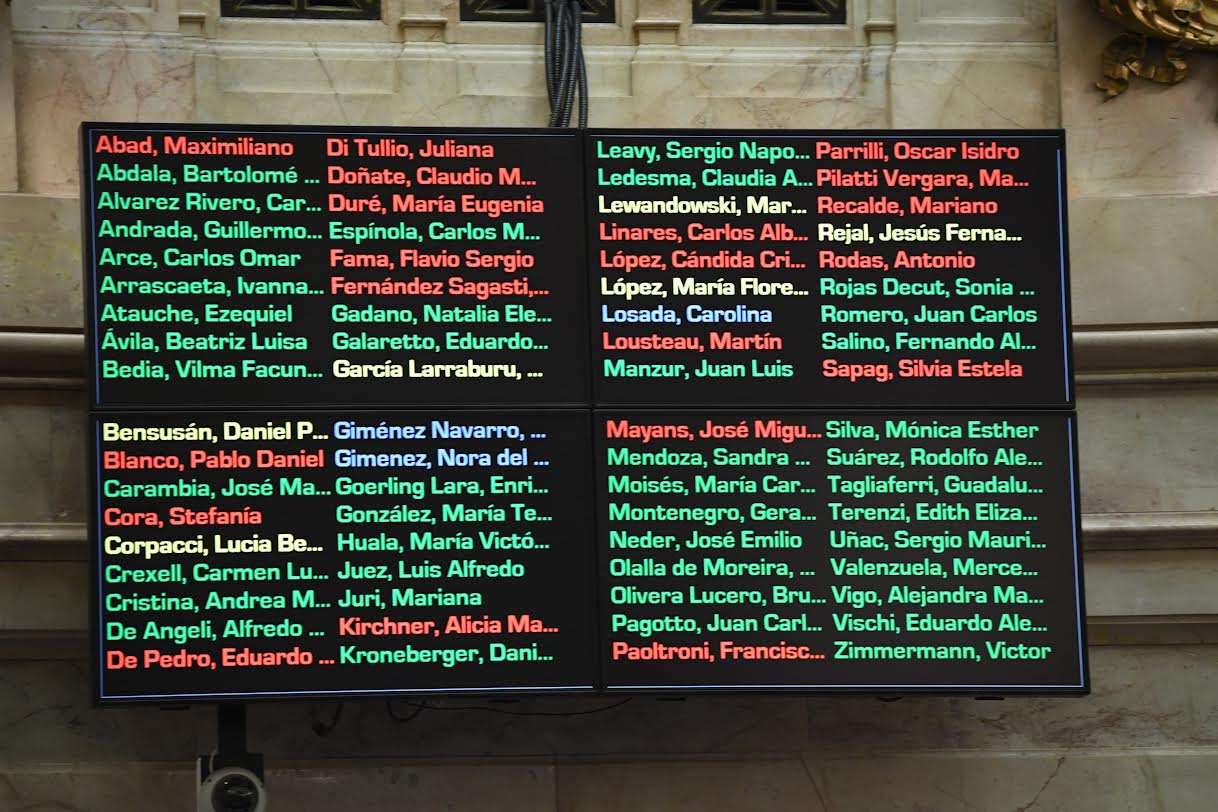 Abad, Maximiliano
Abdala, Bartolomé ...
Alvarez Rivero, Car...
Andrada, Guillermo...
Arce, Carlos Omar
Arrascaeta, Ivanna...
Atauche, Ezequiel
Ávila, Beatriz Luisa
Bedia, Vilma Facun...
Di Tullio, Juliana
Doñate, Claudio M...
Duré, María Eugenia
Espínola, Carlos M...
Fama, Flavio Sergio
Fernández Sagasti,...
Gadano, Natalia Ele...
Galaretto, Eduardo...
García Larraburu, ...
Leavy, Sergio Napo...
Ledesma, Claudia A...
Lewandowski, Mar...
Linares, Carlos Alb...
López, Cándida Cri...
López, María Flore...
Losada, Carolina
Lousteau, Martín
Manzur, Juan Luis
Parrilli, Oscar Isidro
Pilatti Vergara, Ma...
Recalde, Mariano
Rejal, Jesús Ferna...
Rodas, Antonio
Rojas Decut, Sonia ...
Romero, Juan Carlos
Salino, Fernando Al...
Sapag, Silvia Estela
Bensusán, Daniel P...
Blanco, Pablo Daniel
Carambia, José Ma...
Cora, Stefanía
Corpacci, Lucia Be...
Crexell, Carmen Lu...
Cristina, Andrea M...
De Angeli, Alfredo ...
De Pedro, Eduardo ...
Giménez Navarro, ...
Gimenez, Nora del ...
Goerling Lara, Enri...
González, María Te...
Huala, María Victó...
Juez, Luis Alfredo
Juri, Mariana
Kirchner, Alicia Ma...
Kroneberger, Dani...
Mayans, José Migu...
Mendoza, Sandra ...
Moisés, María Car...
Montenegro, Gera...
Neder, José Emilio
Olalla de Moreira, ...
Olivera Lucero, Bru...
Pagotto, Juan Carl...
Paoltroni, Francisc...
Silva, Mónica Esther
Suárez, Rodolfo Ale...
Tagliaferri, Guadalu...
Terenzi, Edith Eliza...
Uñac, Sergio Mauri...
Valenzuela, Merce...
Vigo, Alejandra Ma...
Vischi, Eduardo Ale...
Zimmermann, Victor